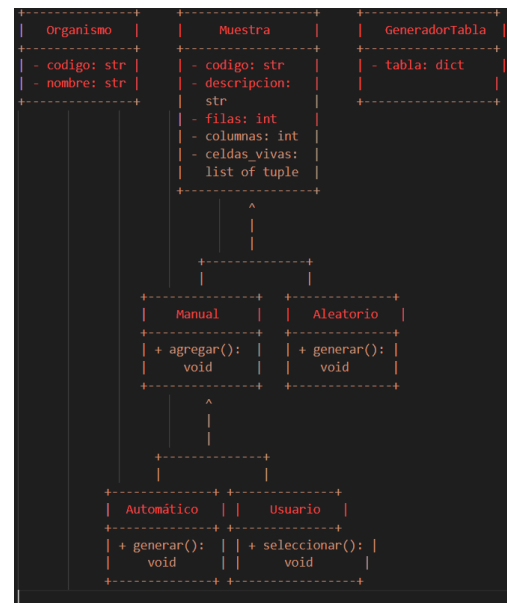 Organismo Muestra GeneradorTabla
- codigo: str - codigo: str - tabla: dict
- nombre: str - descripcion:
str
- filas: int
- columnas: int
- celdas_vivas:
list of tuple
Manual Aleatorio
+ agregar(): + generar():
void void
Automático Usuario
+ generar(): + seleccionar():
void void